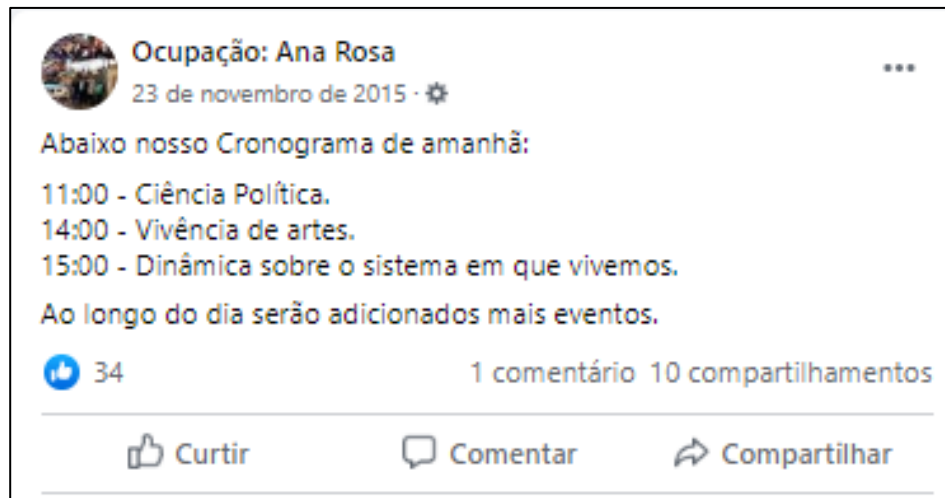 Ocupação: Ana Rosa
23 de novembro de 2015 ·
Abaixo nosso Cronograma de amanhã:
11:00 - Ciência Política.
14:00 - Vivência de artes.
15:00 - Dinâmica sobre o sistema em que vivemos.
Ao longo do dia serão adicionados mais eventos.
34 1 comentário 10 compartilhamentos
Curtir Comentar Compartilhar